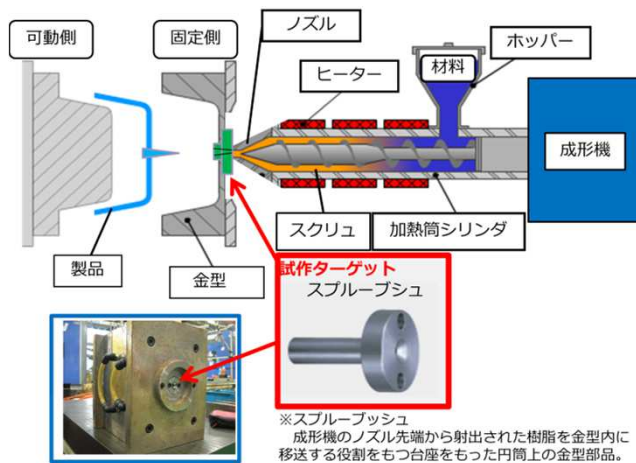 可動側
固定側
ノズル
ヒーター
材料
ホッパー
成形機
スクリュ
加熱筒シリンダ
製品
金型
試作ターゲット
スプルーブシュ
※スプルーブッシュ
成形機のノズル先端から射出された樹脂を金型内に
移送する役割をもつ台座をもった円筒上の金型部品。